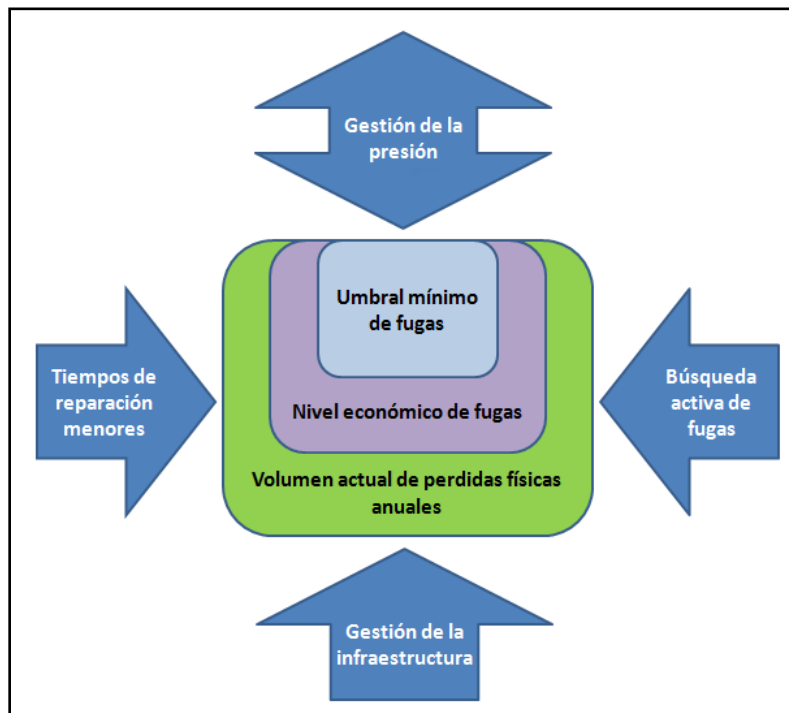 Gestión de la
presión
Umbral mínimo
de fugas
Tiempos de
reparación
menores
Búsqueda
activa de
fugas
Nivel económico de fugas
Volumen actual de perdidas físicas
anuales
Gestión de la
infraestructura